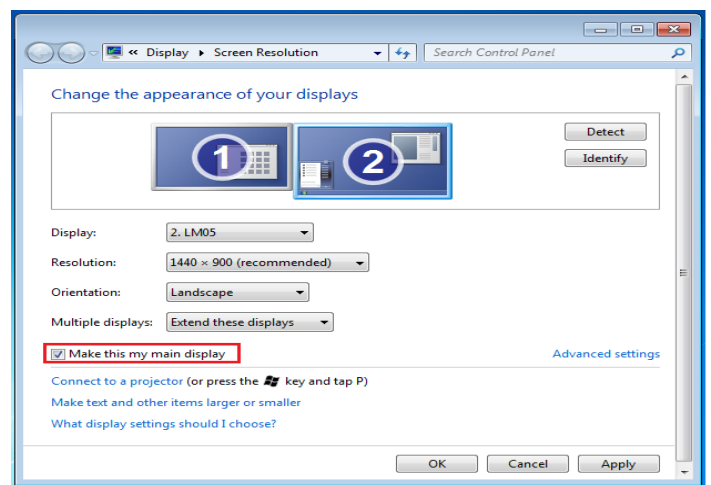 « Display ▸ Screen Resolution
Search Control Panel
Change the appearance of your displays
1
2
Detect
Identify
Display: 2. LM05
Resolution: 1440 × 900 (recommended)
Orientation: Landscape
Multiple displays: Extend these displays
Make this my main display
Advanced settings
Connect to a projector (or press the key and tap P)
Make text and other items larger or smaller
What display settings should I choose?
OK Cancel Apply